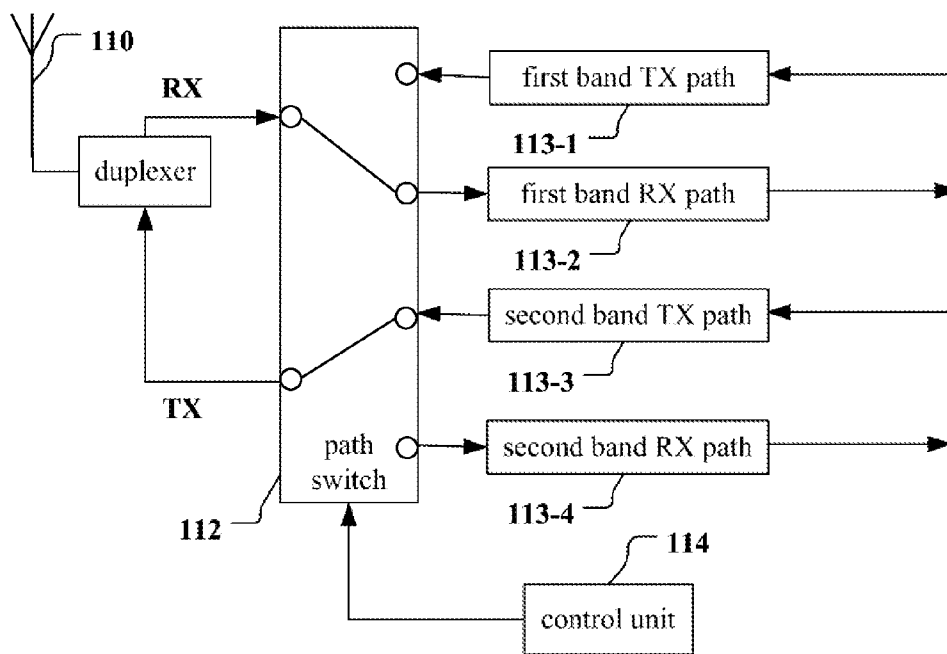 110
RX
duplexer
TX
path
switch
112
first band TX path
113-1
first band RX path
113-2
second band TX path
113-3
second band RX path
113-4
114
control unit